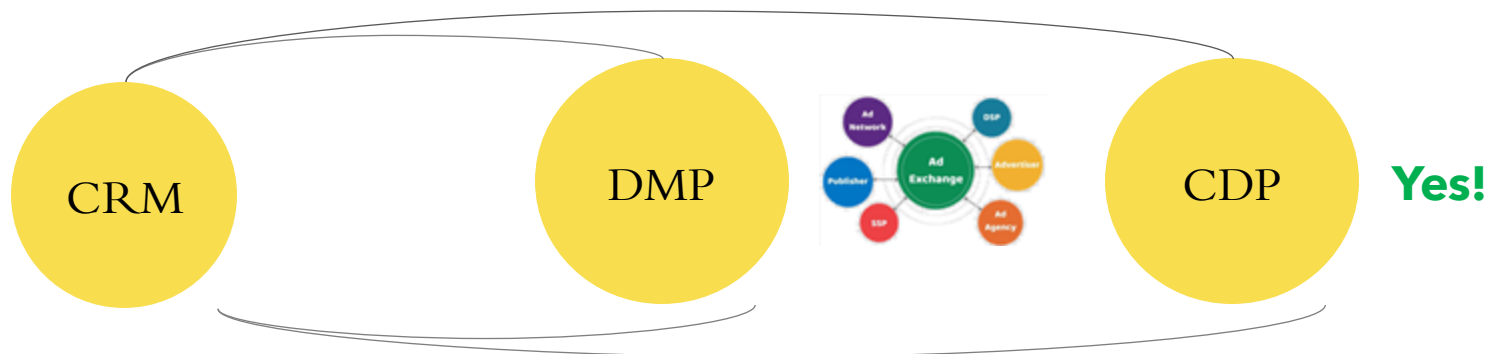 CRM
DMP
Ad
Network
DSP
Ad
Exchange
Advertiser
Publisher
SSP
Ad
Agency
CDP
Yes!